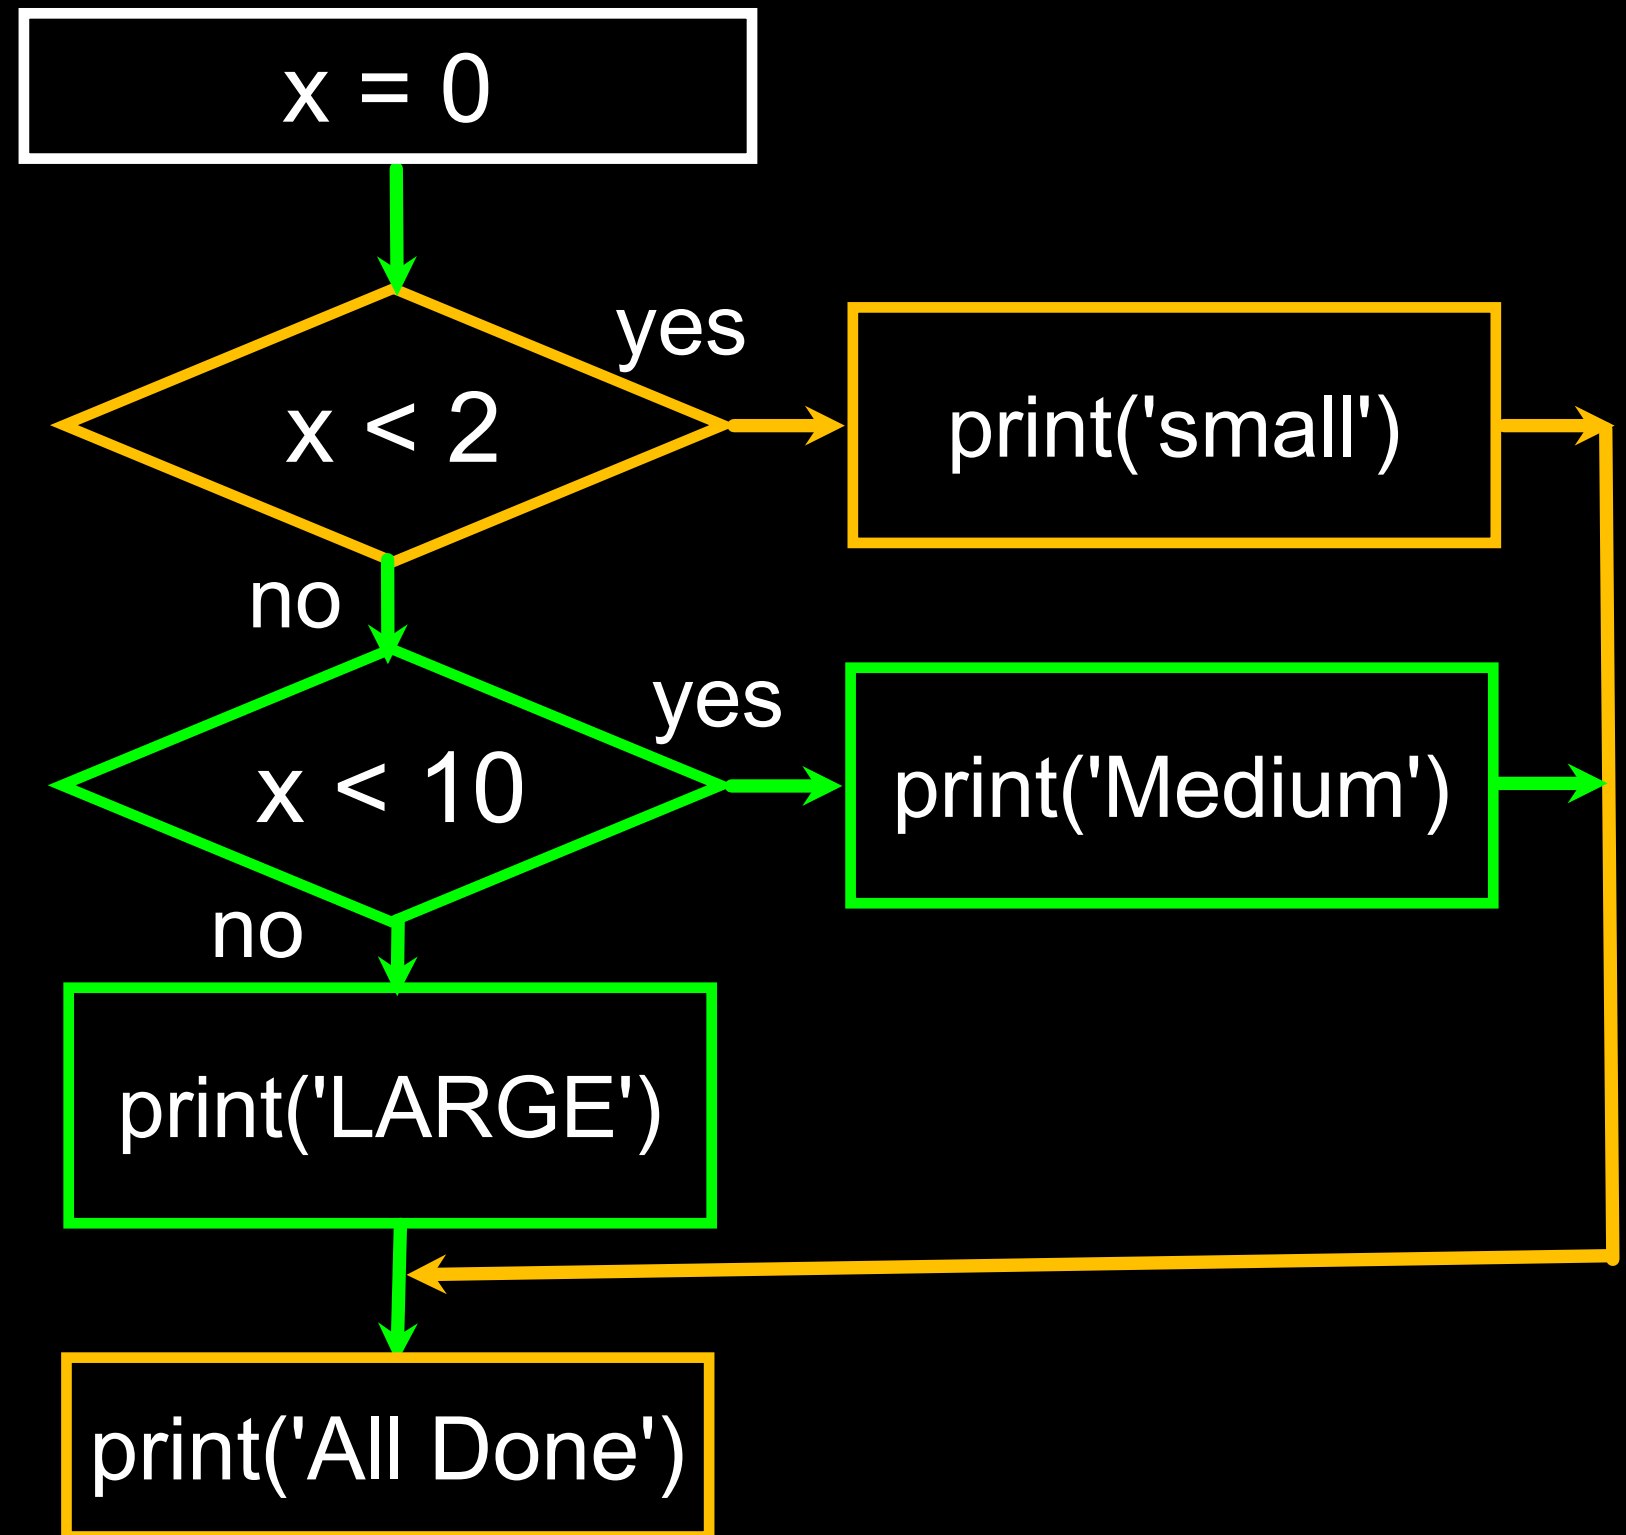 x = 0
yes
x < 2
print('small')
no
yes
x < 10
print('Medium')
no
print('LARGE')
print('All Done')